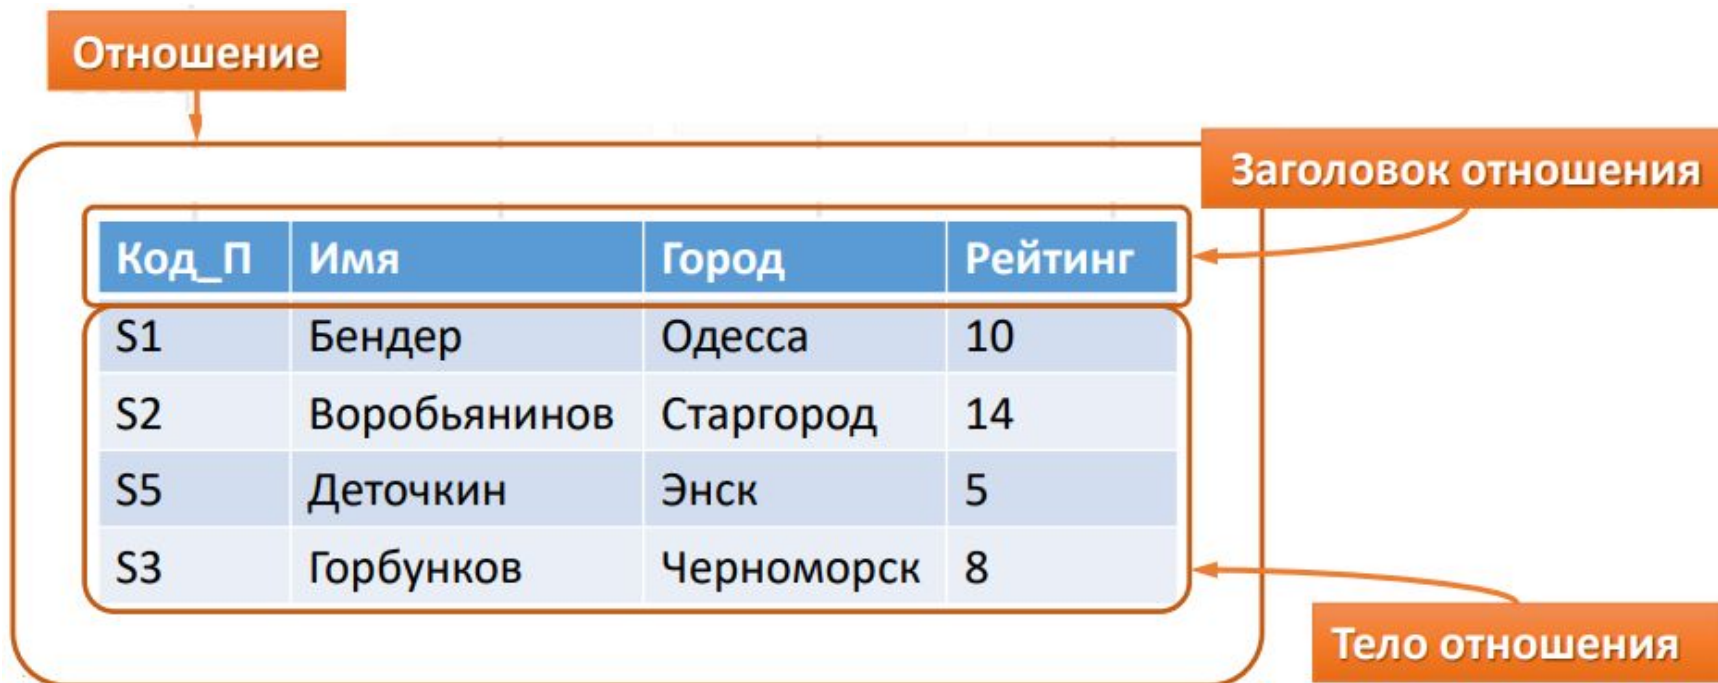 Отношение
Заголовок отношения
Код_П Имя Город Рейтинг
S1 Бендер Одесса 10
S2 Воробьянинов Старгород 14
S5 Деточкин Энск 5
S3 Горбунков Черноморск 8
Тело отношения